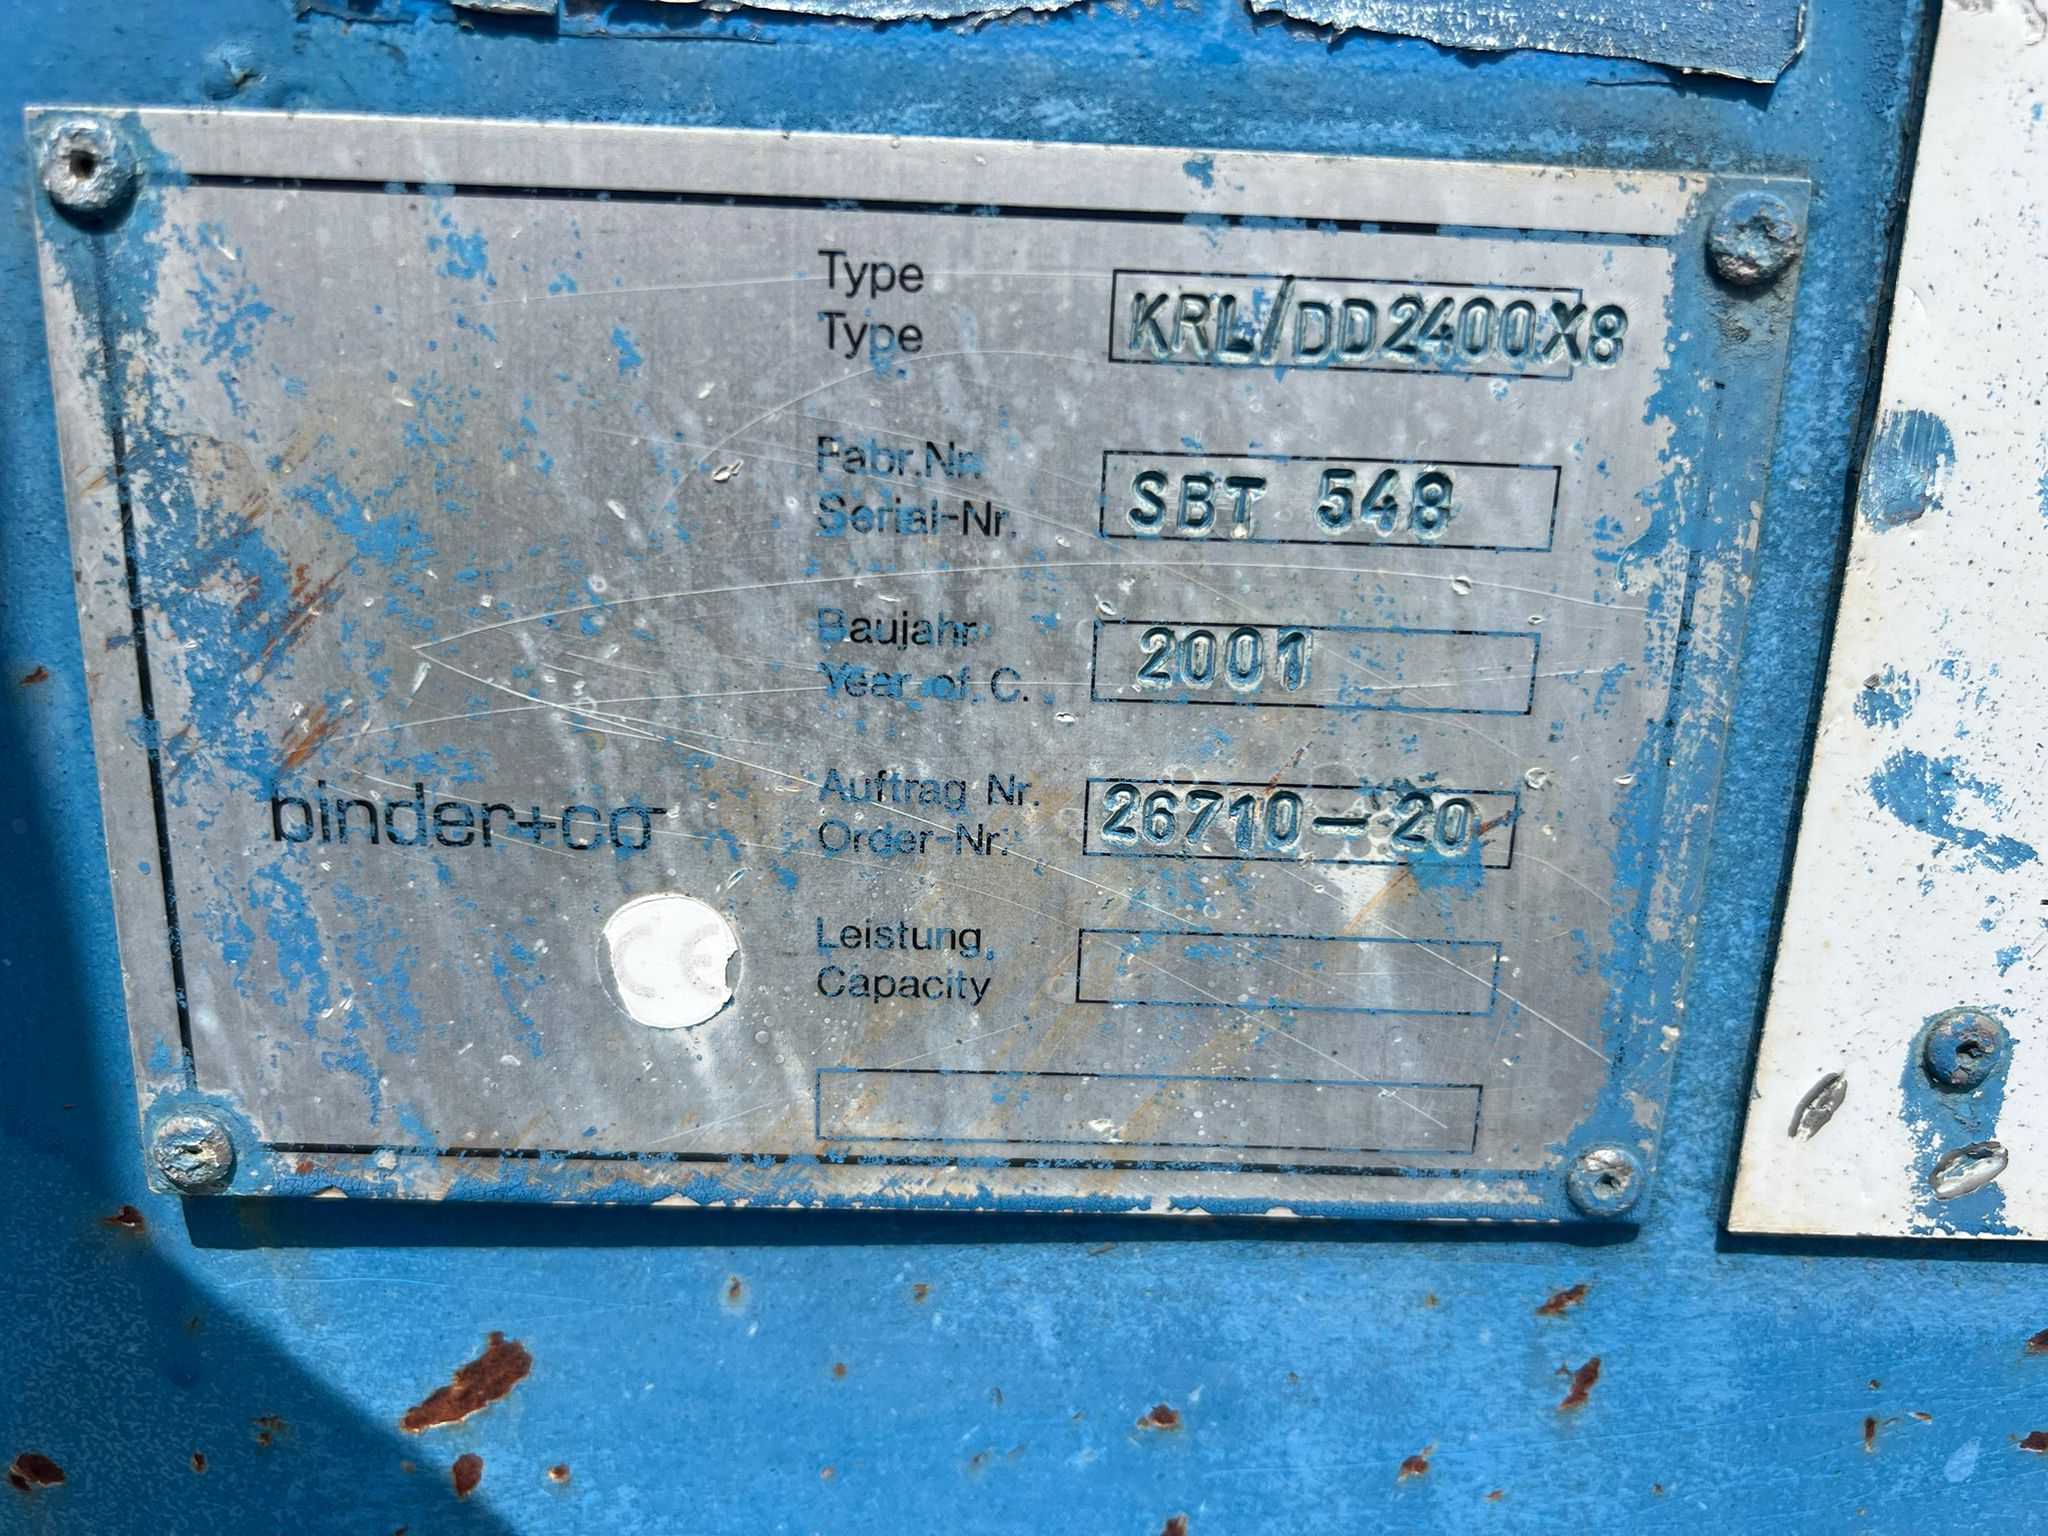 Type
Type
KRL/DD2400X8
Fabr.Nr.
Serial-Nr.
SBT 548
Baujahr
Year of C.
2001
binder+co
Auftrag Nr.
Order-Nr.
26710-20
CE
Leistung,
Capacity